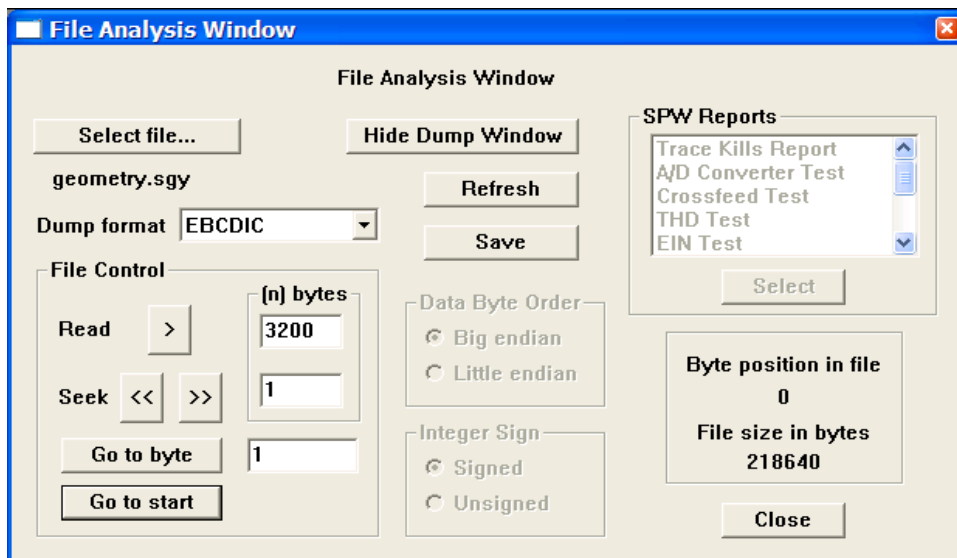 File Analysis Window
File Analysis Window
Select file...
Hide Dump Window
geometry.sgy
Refresh
Dump format EBCDIC
Save
File Control
(n) bytes
Read > 3200
Seek << >> 1
Go to byte 1
Go to start
Data Byte Order
Big endian
Little endian
Integer Sign
Signed
Unsigned
SPW Reports
Trace Kills Report
A/D Converter Test
Crossfeed Test
THD Test
EIN Test
Select
Byte position in file
0
File size in bytes
218640
Close